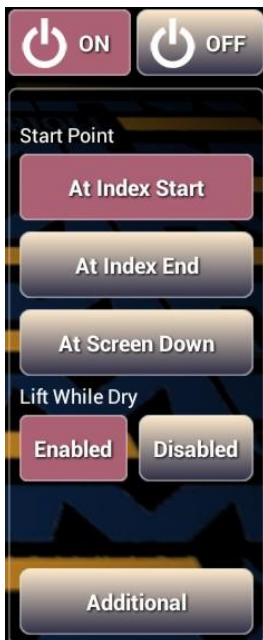 ON OFF
Start Point
At Index Start
At Index End
At Screen Down
Lift While Dry
Enabled Disabled
Additional